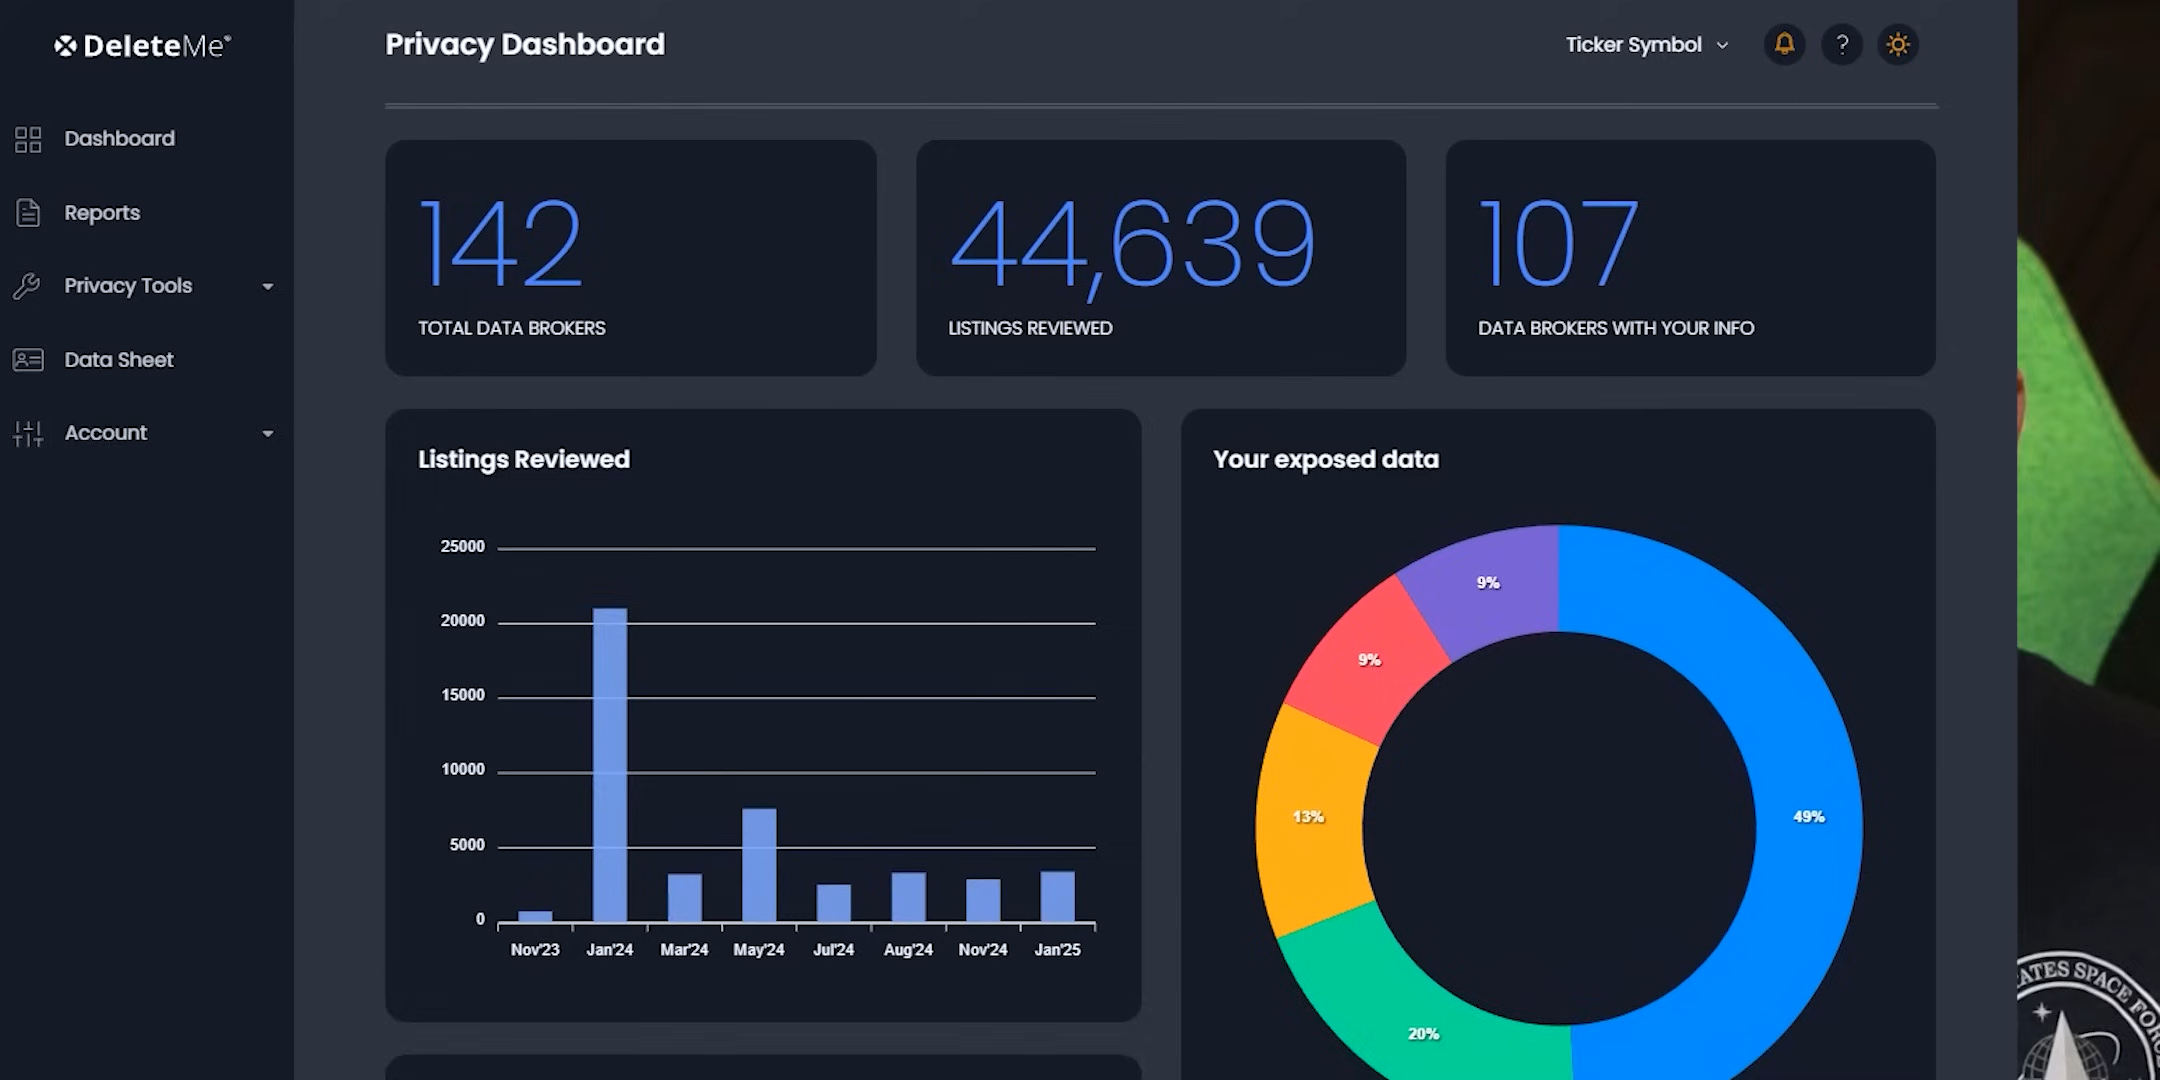 DeleteMe®
Dashboard
Reports
Privacy Tools
Data Sheet
Account
Privacy Dashboard
Ticker Symbol
?
142
TOTAL DATA BROKERS
44,639
LISTINGS REVIEWED
107
DATA BROKERS WITH YOUR INFO
Listings Reviewed
25000
20000
15000
10000
5000
0
Nov'23 Jan'24 Mar'24 May'24 Jul'24 Aug'24 Nov'24 Jan'25
Your exposed data
9%
9%
13%
49%
20%
ATES SPACE FOR